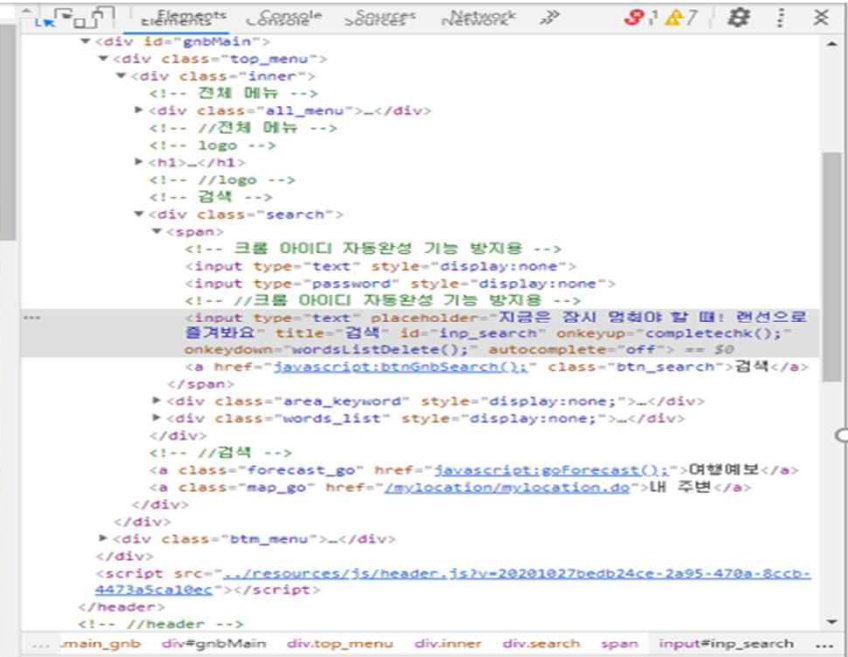 Elements Console Sources Network » 1 7
▼<div id="gnbMain">
▼<div class="top_menu">
▼<div class="inner">
<!-- 전체 메뉴 -->
▶<div class="all_menu">…</div>
<!-- //전체 메뉴 -->
<!-- logo -->
▶<h1>…</h1>
<!-- //logo -->
<!-- 검색 -->
▼<div class="search">
▼<span>
<!-- 크롬 아이디 자동완성 기능 방지용 -->
<input type="text" style="display:none">
<input type="password" style="display:none">
<!-- //크롬 아이디 자동완성 기능 방지용 -->
<input type="text" placeholder="지금은 잠시 멈춰야 할 때! 랜선으로
즐겨봐요" title="검색" id="inp_search" onkeyup="completechk();"
onkeydown="wordsListDelete();" autocomplete="off"> == $0
<a href="javascript:btnGnbSearch();" class="btn_search">검색</a>
</span>
▶<div class="area_keyword" style="display:none;">…</div>
▶<div class="words_list" style="display:none;">…</div>
</div>
<!-- //검색 -->
<a class="forecast_go" href="javascript:goForecast();">여행예보</a>
<a class="map_go" href="/mylocation/mylocation.do">내 주변</a>
</div>
</div>
▶<div class="btm_menu">…</div>
</div>
<script src="../resources/js/header.js?v=20201027bedb24ce-2a95-470a-8ccb-
4473a5ca10ec"></script>
</header>
<!-- //header -->
... .main_gnb div#gnbMain div.top_menu div.inner div.search span input#inp_search ...